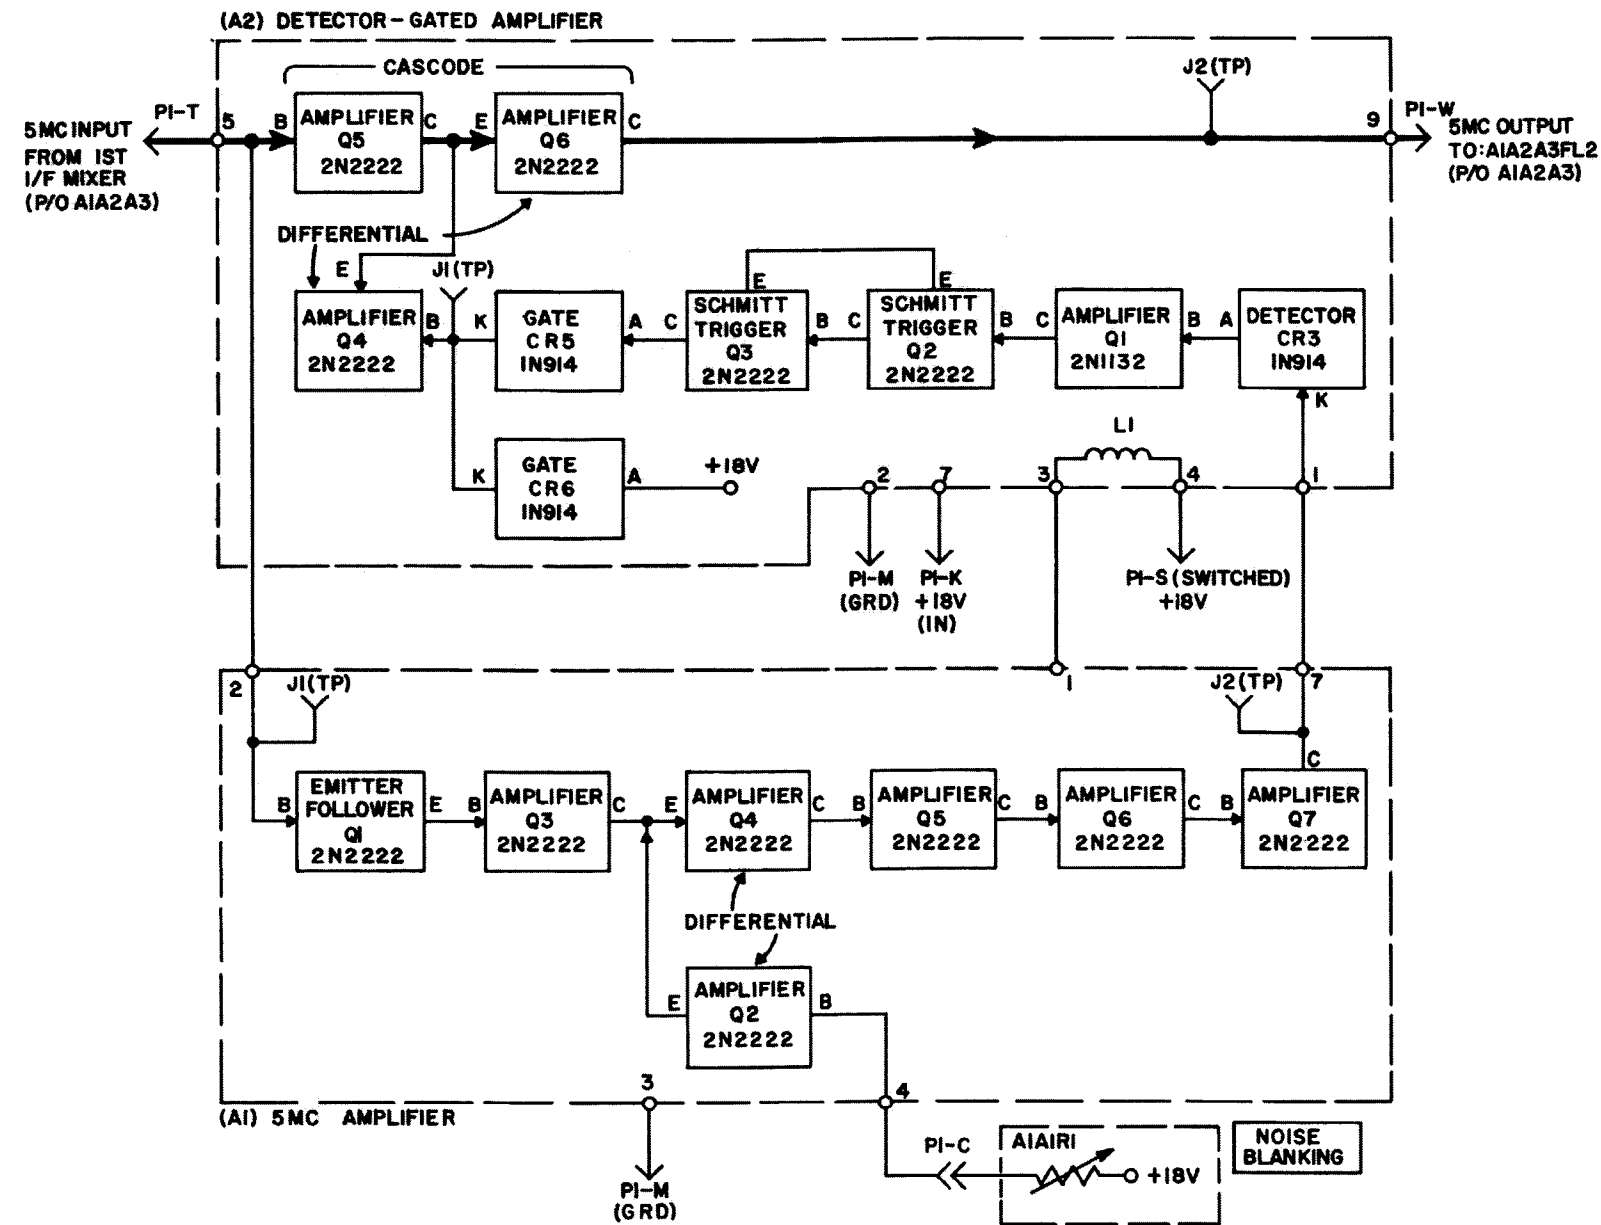 (A2) DETECTOR-GATED AMPLIFIER
CASCODE
J2(TP)
PI-T
5
B
AMPLIFIER
Q5
2N2222
C
E
AMPLIFIER
Q6
2N2222
C
9
PI-W
5MC INPUT
FROM IST
I/F MIXER
(P/O AIA2A3)
5MC OUTPUT
TO:AIA2A3FL2
(P/O AIA2A3)
DIFFERENTIAL
E
J1(TP)
AMPLIFIER
Q4
2N2222
B
K
GATE
CR5
IN914
A
C
E
SCHMITT
TRIGGER
Q3
2N2222
B
C
E
SCHMITT
TRIGGER
Q2
2N2222
B
C
AMPLIFIER
Q1
2N1132
B
A
DETECTOR
CR3
IN914
K
K
GATE
CR6
IN914
A
+18V
L1
2
7
3
4
1
PI-M
(GRD)
PI-K
+18V
(IN)
PI-S (SWITCHED)
+18V
2
J1(TP)
1
J2(TP)
7
B
EMITTER
FOLLOWER
Q1
2N2222
E
B
AMPLIFIER
Q3
2N2222
C
E
AMPLIFIER
Q4
2N2222
C
B
AMPLIFIER
Q5
2N2222
C
B
AMPLIFIER
Q6
2N2222
C
B
C
AMPLIFIER
Q7
2N2222
DIFFERENTIAL
E
AMPLIFIER
Q2
2N2222
B
3
4
(A1) 5MC AMPLIFIER
PI-M
(GRD)
PI-C
AIAIRI
+18V
NOISE
BLANKING